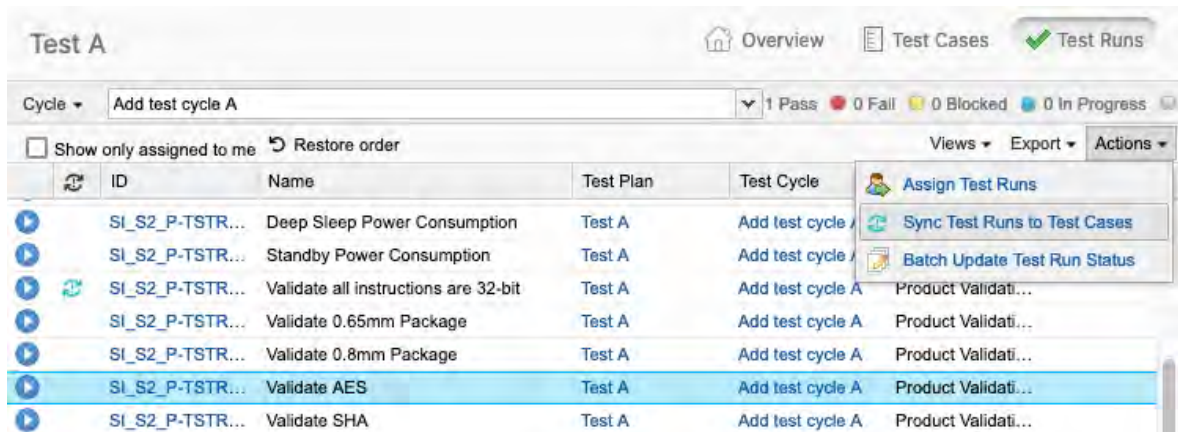 Test A Overview Test Cases Test Runs
Cycle Add test cycle A 1 Pass 0 Fail 0 Blocked 0 In Progress
Show only assigned to me Restore order Views Export Actions
ID Name Test Plan Test Cycle Assign Test Runs
SI_S2_P-TSTR... Deep Sleep Power Consumption Test A Add test cycle Sync Test Runs to Test Cases
SI_S2_P-TSTR... Standby Power Consumption Test A Add test cycle Batch Update Test Run Status
SI_S2_P-TSTR... Validate all instructions are 32-bit Test A Add test cycle A Product Validati...
SI_S2_P-TSTR... Validate 0.65mm Package Test A Add test cycle A Product Validati...
SI_S2_P-TSTR... Validate 0.8mm Package Test A Add test cycle A Product Validati...
SI_S2_P-TSTR... Validate AES Test A Add test cycle A Product Validati...
SI_S2_P-TSTR... Validate SHA Test A Add test cycle A Product Validati...